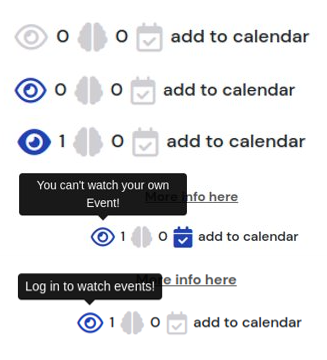 0 0 add to calendar
0 0 add to calendar
1 0 add to calendar
You can't watch your own
Event!
More info here
1 0 add to calendar
More info here
Log in to watch events!
1 0 add to calendar